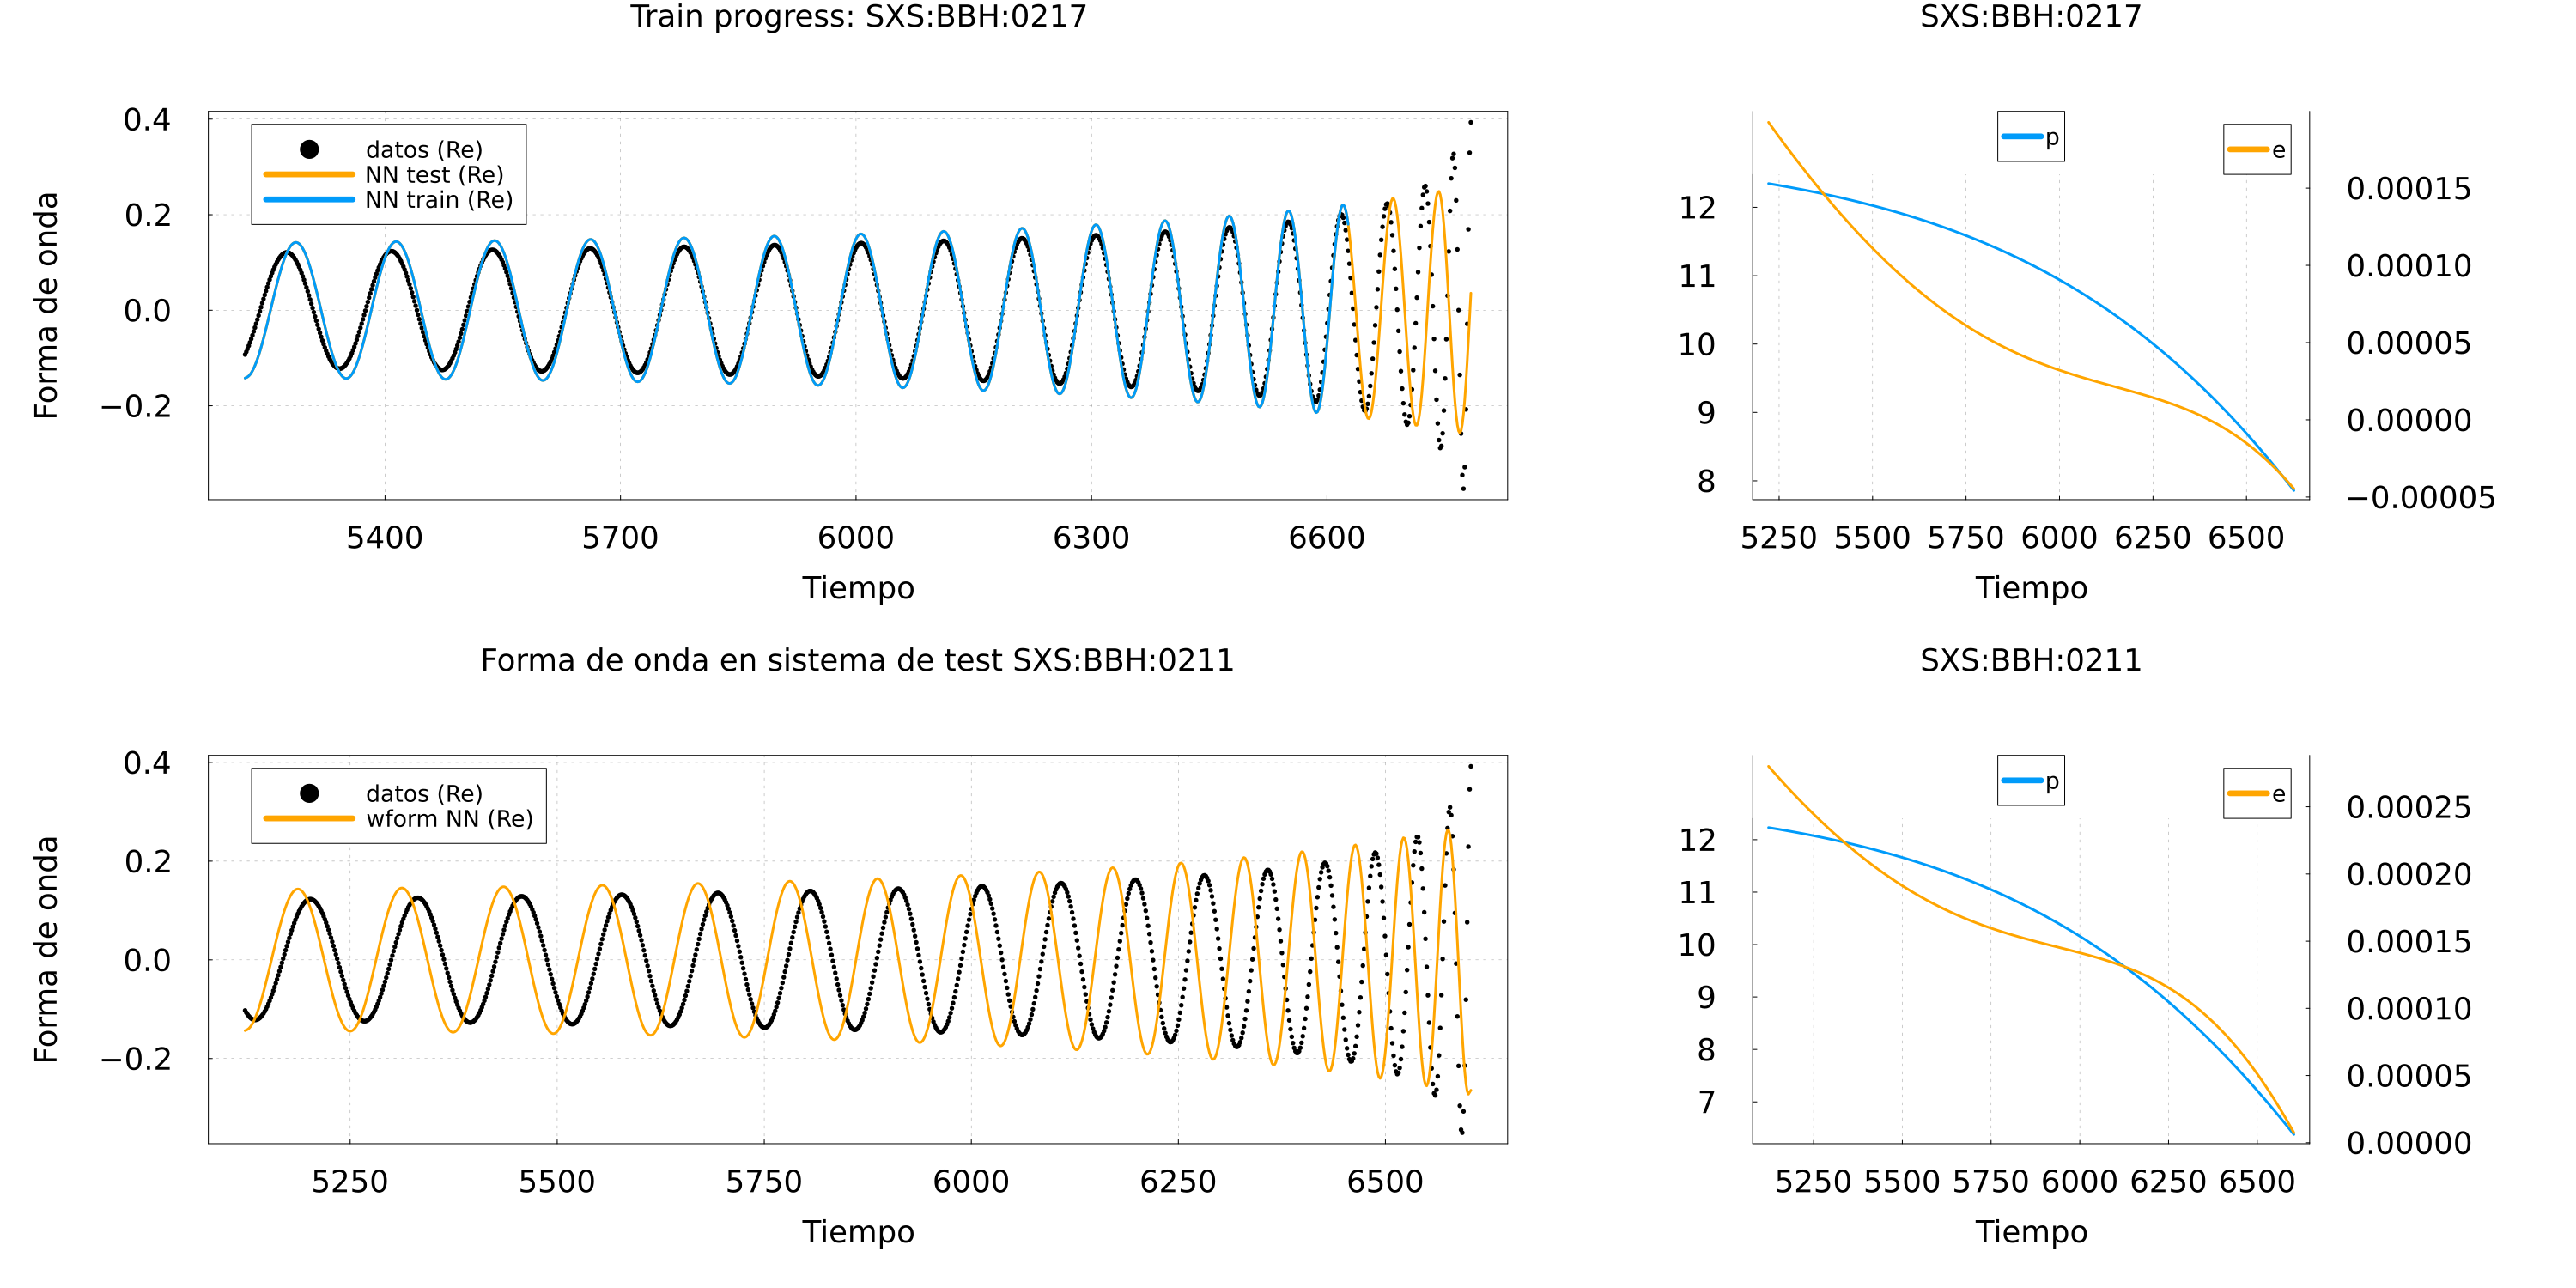 Train progress: SXS:BBH:0217
SXS:BBH:0217
Forma de onda
0.4
0.2
0.0
−0.2
datos (Re)
NN test (Re)
NN train (Re)
5400 5700 6000 6300 6600
Tiempo
12
11
10
9
8
p
e
0.00015
0.00010
0.00005
0.00000
−0.00005
5250 5500 5750 6000 6250 6500
Tiempo
Forma de onda en sistema de test SXS:BBH:0211
SXS:BBH:0211
Forma de onda
0.4
0.2
0.0
−0.2
datos (Re)
wform NN (Re)
5250 5500 5750 6000 6250 6500
Tiempo
12
11
10
9
8
7
p
e
0.00025
0.00020
0.00015
0.00010
0.00005
0.00000
5250 5500 5750 6000 6250 6500
Tiempo